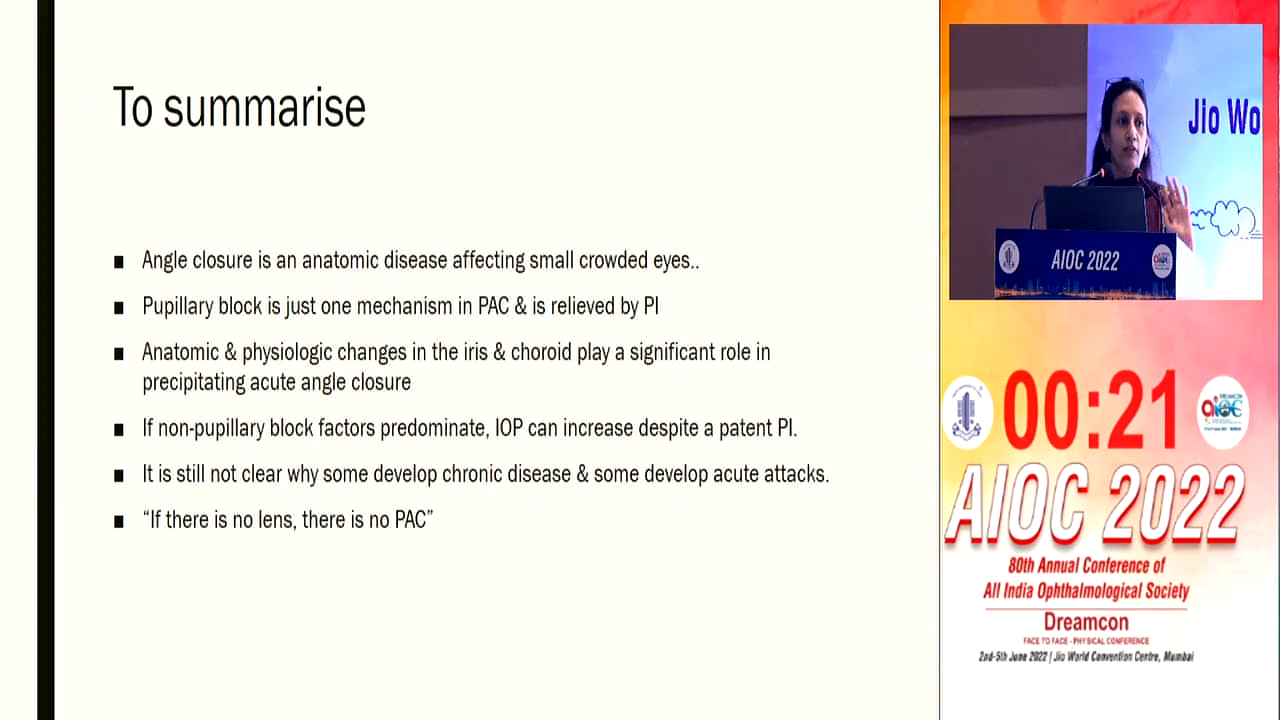 To summarise
Angle closure is an anatomic disease affecting small crowded eyes..
Pupillary block is just one mechanism in PAC & is relieved by PI
Anatomic & physiologic changes in the iris & choroid play a significant role in
precipitating acute angle closure
If non-pupillary block factors predominate, IOP can increase despite a patent PI.
It is still not clear why some develop chronic disease & some develop acute attacks.
“If there is no lens, there is no PAC”
Jio Wo
AIOC 2022
00:21
AIOC 2022
80th Annual Conference of
All India Ophthalmological Society
Dreamcon
FACE TO FACE - PHYSICAL CONFERENCE
2nd-5th June 2022 | Jio World Convention Centre, Mumbai